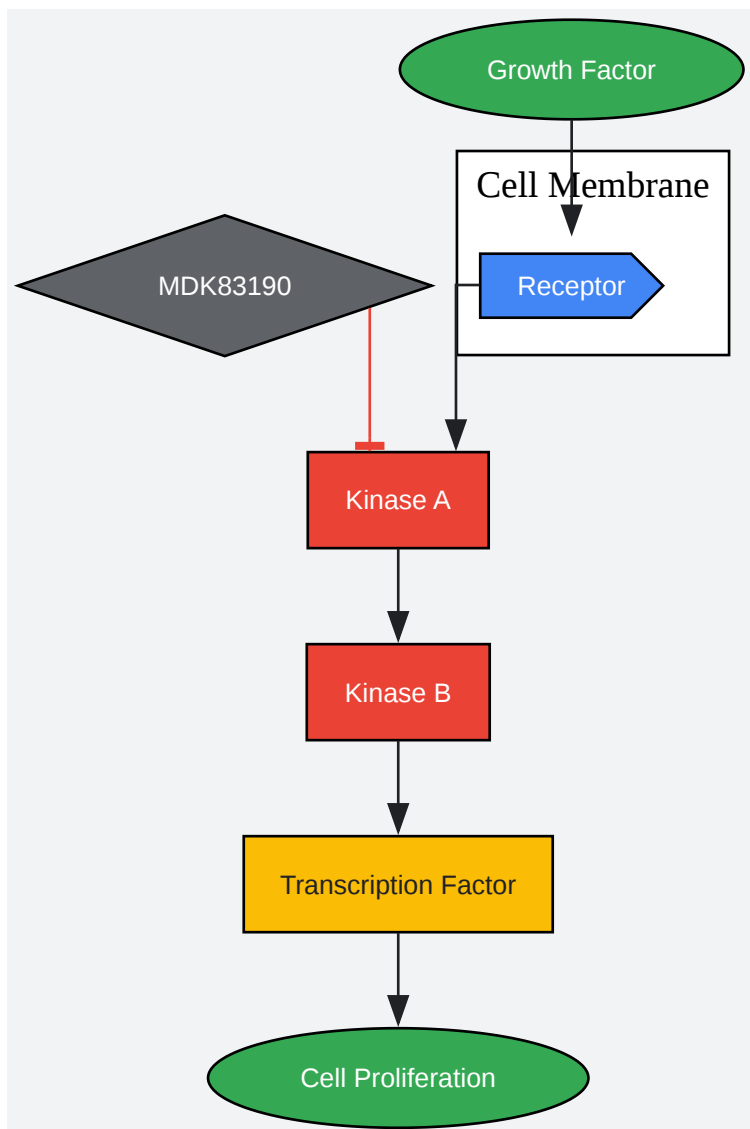 Growth Factor
Cell Membrane
MDK83190
Receptor
Kinase A
Kinase B
Transcription Factor
Cell Proliferation